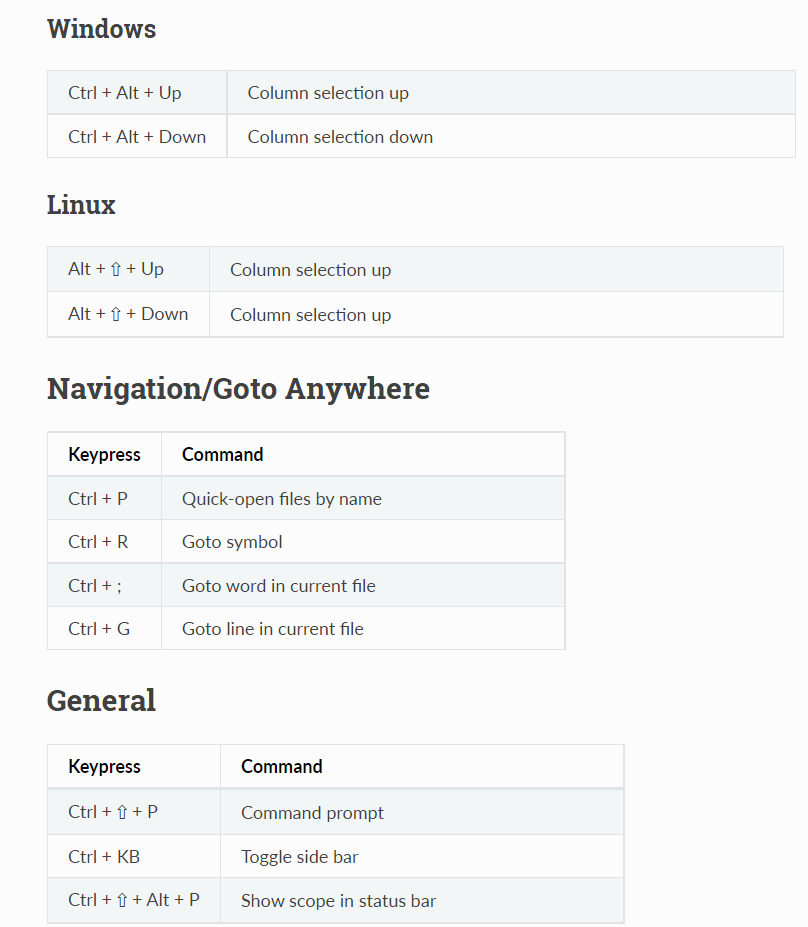 Windows
Ctrl + Alt + Up Column selection up
Ctrl + Alt + Down Column selection down
Linux
Alt + ⇧ + Up Column selection up
Alt + ⇧ + Down Column selection up
Navigation/Goto Anywhere
Keypress Command
Ctrl + P Quick-open files by name
Ctrl + R Goto symbol
Ctrl + ; Goto word in current file
Ctrl + G Goto line in current file
General
Keypress Command
Ctrl + ⇧ + P Command prompt
Ctrl + KB Toggle side bar
Ctrl + ⇧ + Alt + P Show scope in status bar